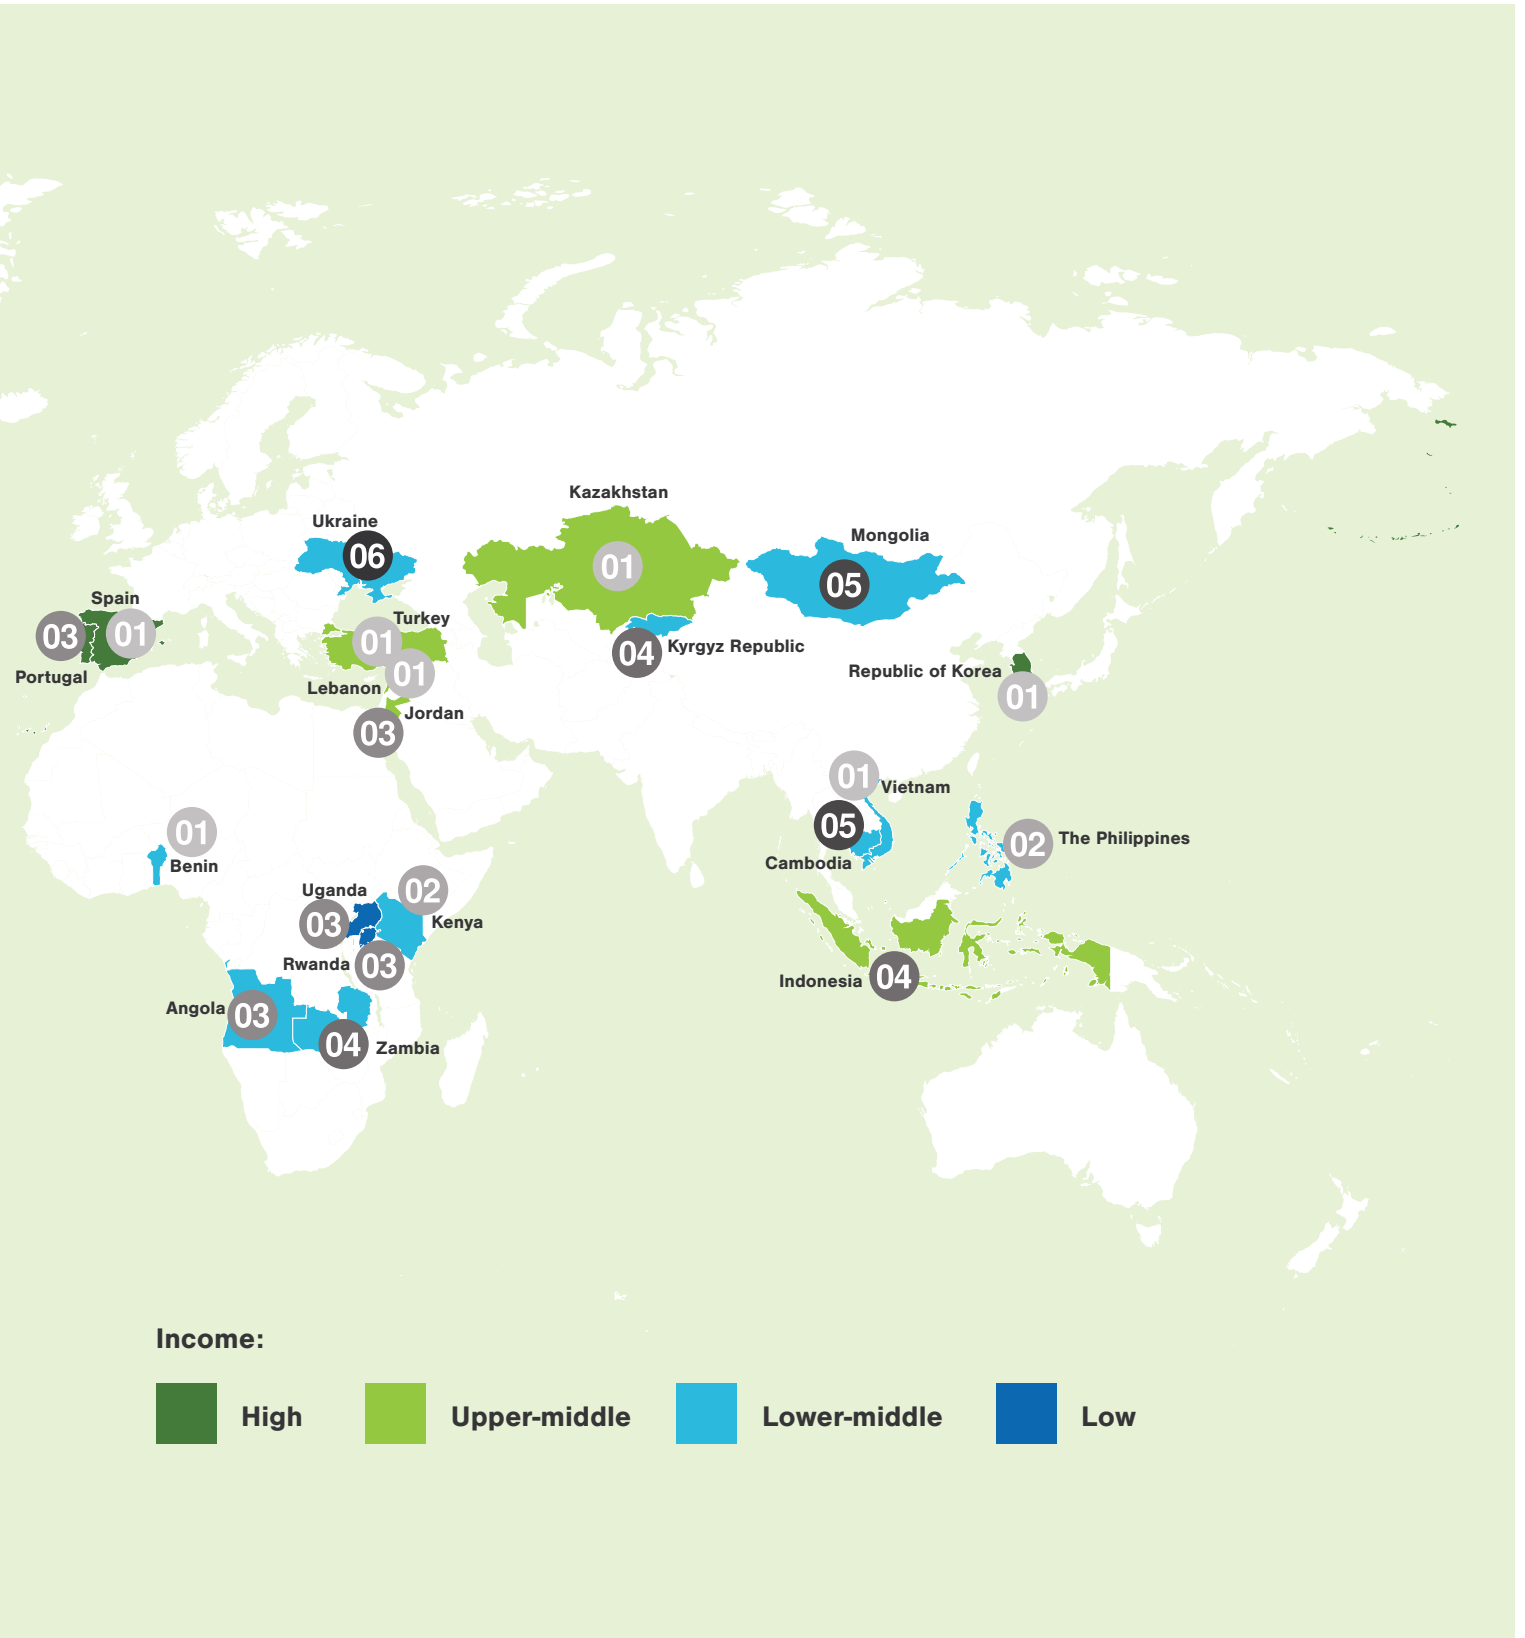 Kazakhstan
Ukraine
06
Mongolia
01
05
Spain
03
01
Portugal
Turkey
01
01
Lebanon
Jordan
03
04
Kyrgyz Republic
Republic of Korea
01
01
Vietnam
05
Cambodia
02
The Philippines
01
Benin
Uganda
02
03
Kenya
Rwanda
03
Angola
03
04
Zambia
Indonesia
04
Income:
High
Upper-middle
Lower-middle
Low